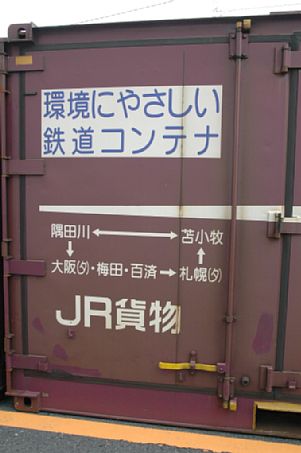 環境にやさしい
鉄道コンテナ
隅田川 ↔ 苫小牧
↓ ↑
大阪(タ)・梅田・百済→札幌(タ)
JR貨物